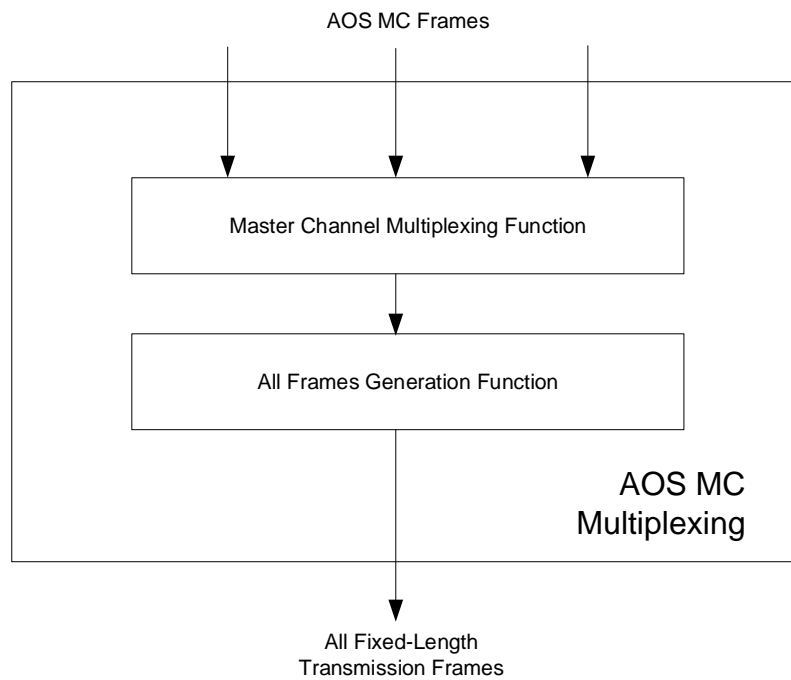 AOS MC Frames
Master Channel Multiplexing Function
All Frames Generation Function
AOS MC
Multiplexing
All Fixed-Length
Transmission Frames